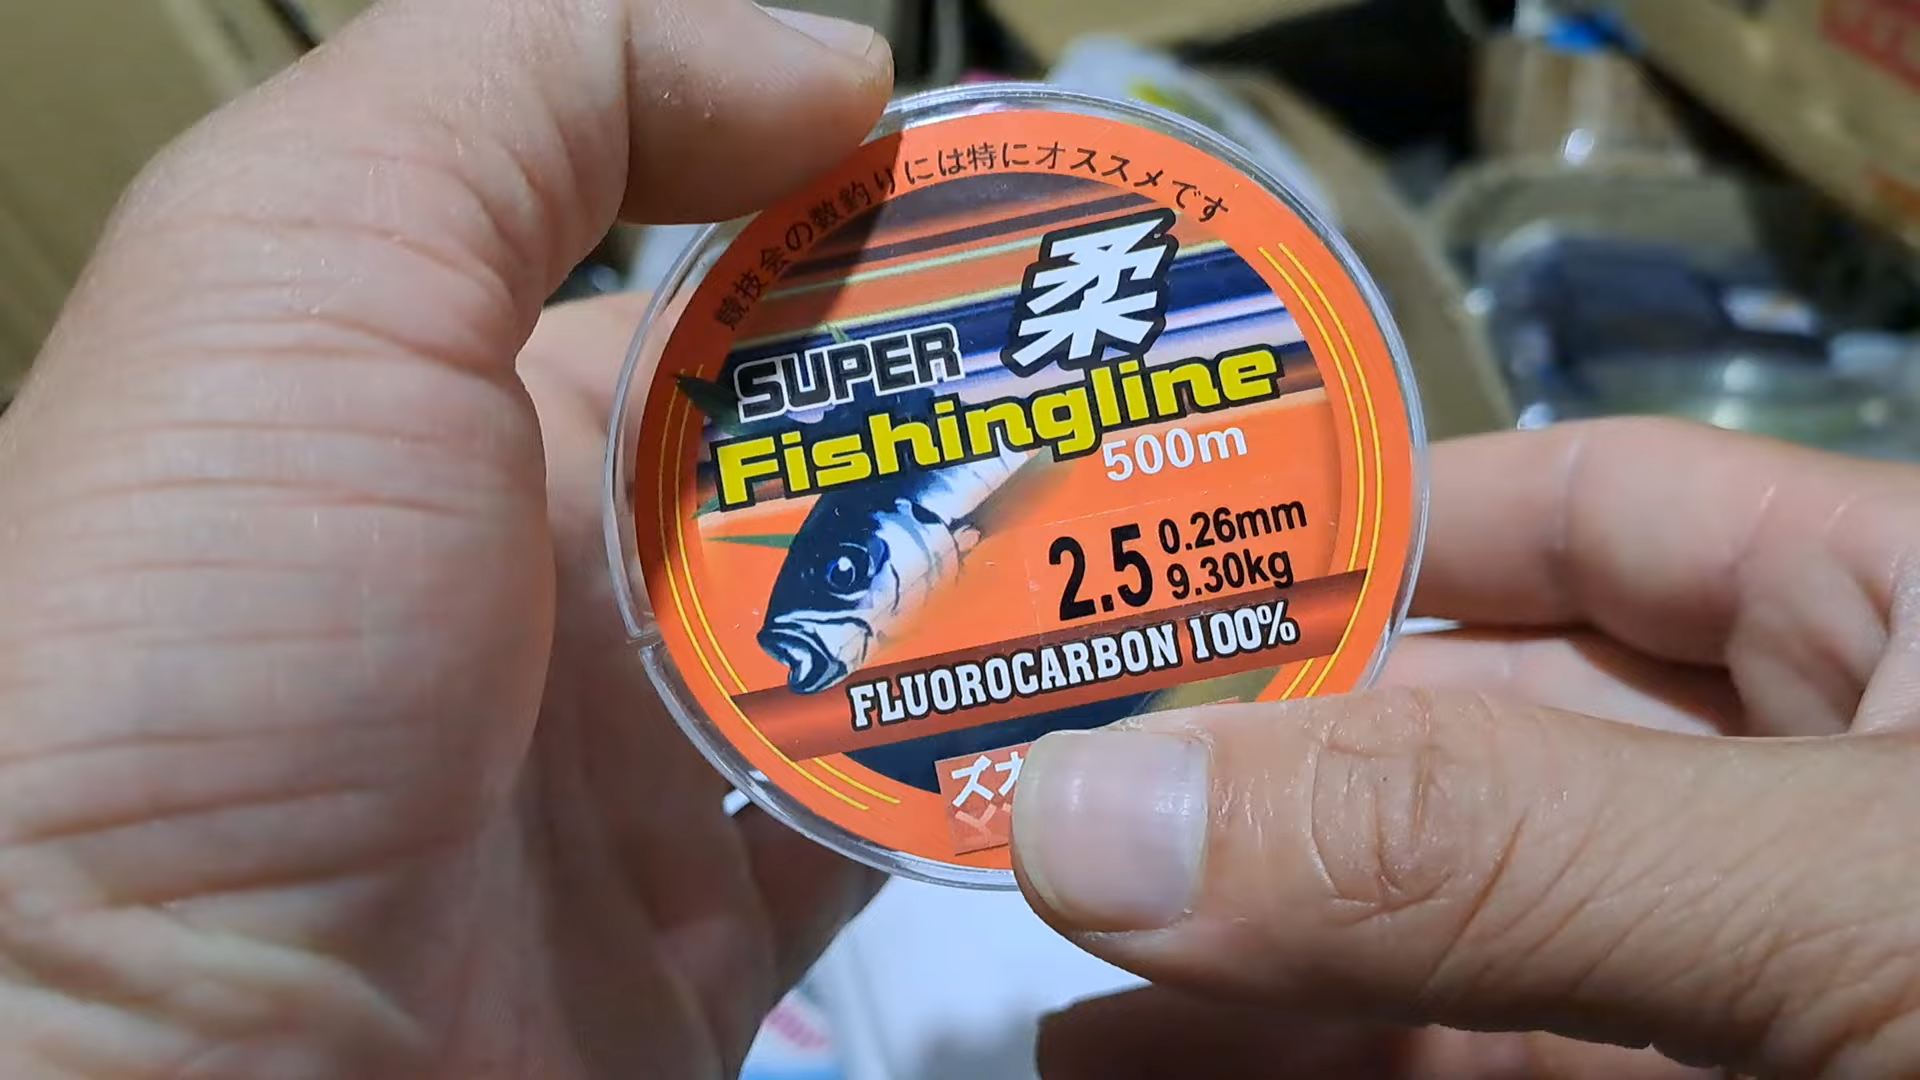 競技会の数釣りには特にオススメです
柔
SUPER
Fishingline
500m
2.5
0.26mm
9.30kg
FLUOROCARBON 100%